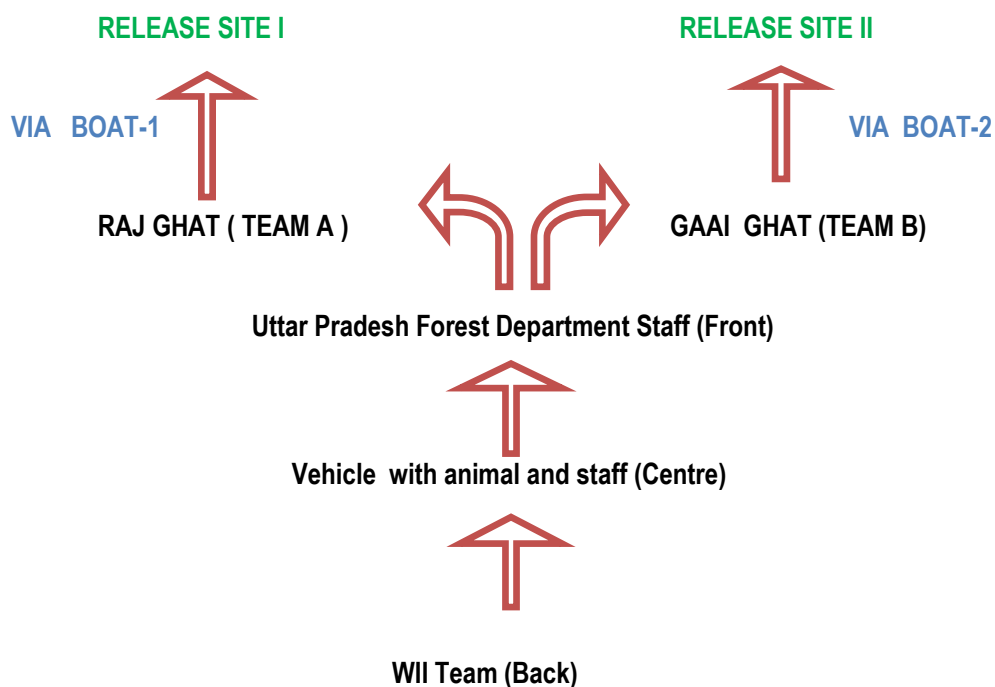 RELEASE SITE I
RELEASE SITE II
VIA BOAT-1
VIA BOAT-2
RAJ GHAT ( TEAM A )
GAAI GHAT (TEAM B)
Uttar Pradesh Forest Department Staff (Front)
Vehicle with animal and staff (Centre)
WII Team (Back)